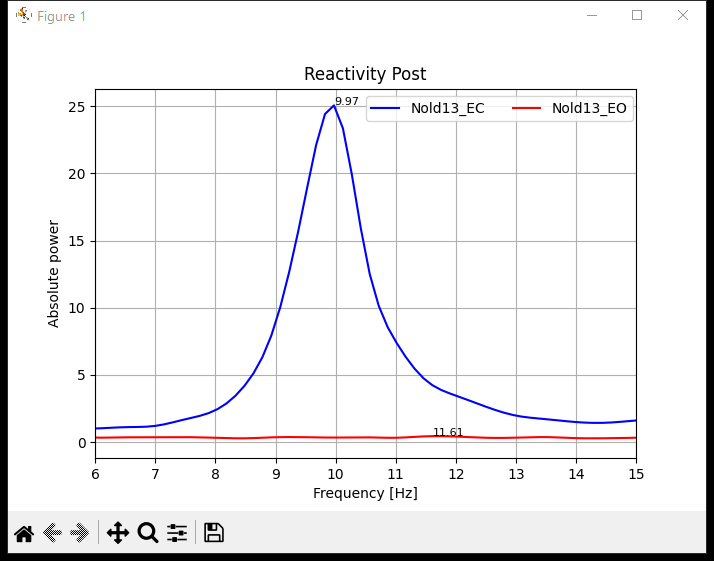 Figure 1
Reactivity Post
9.97
Nold13_EC
Nold13_EO
25
20
15
10
5
0
Absolute power
11.61
6 7 8 9 10 11 12 13 14 15
Frequency [Hz]